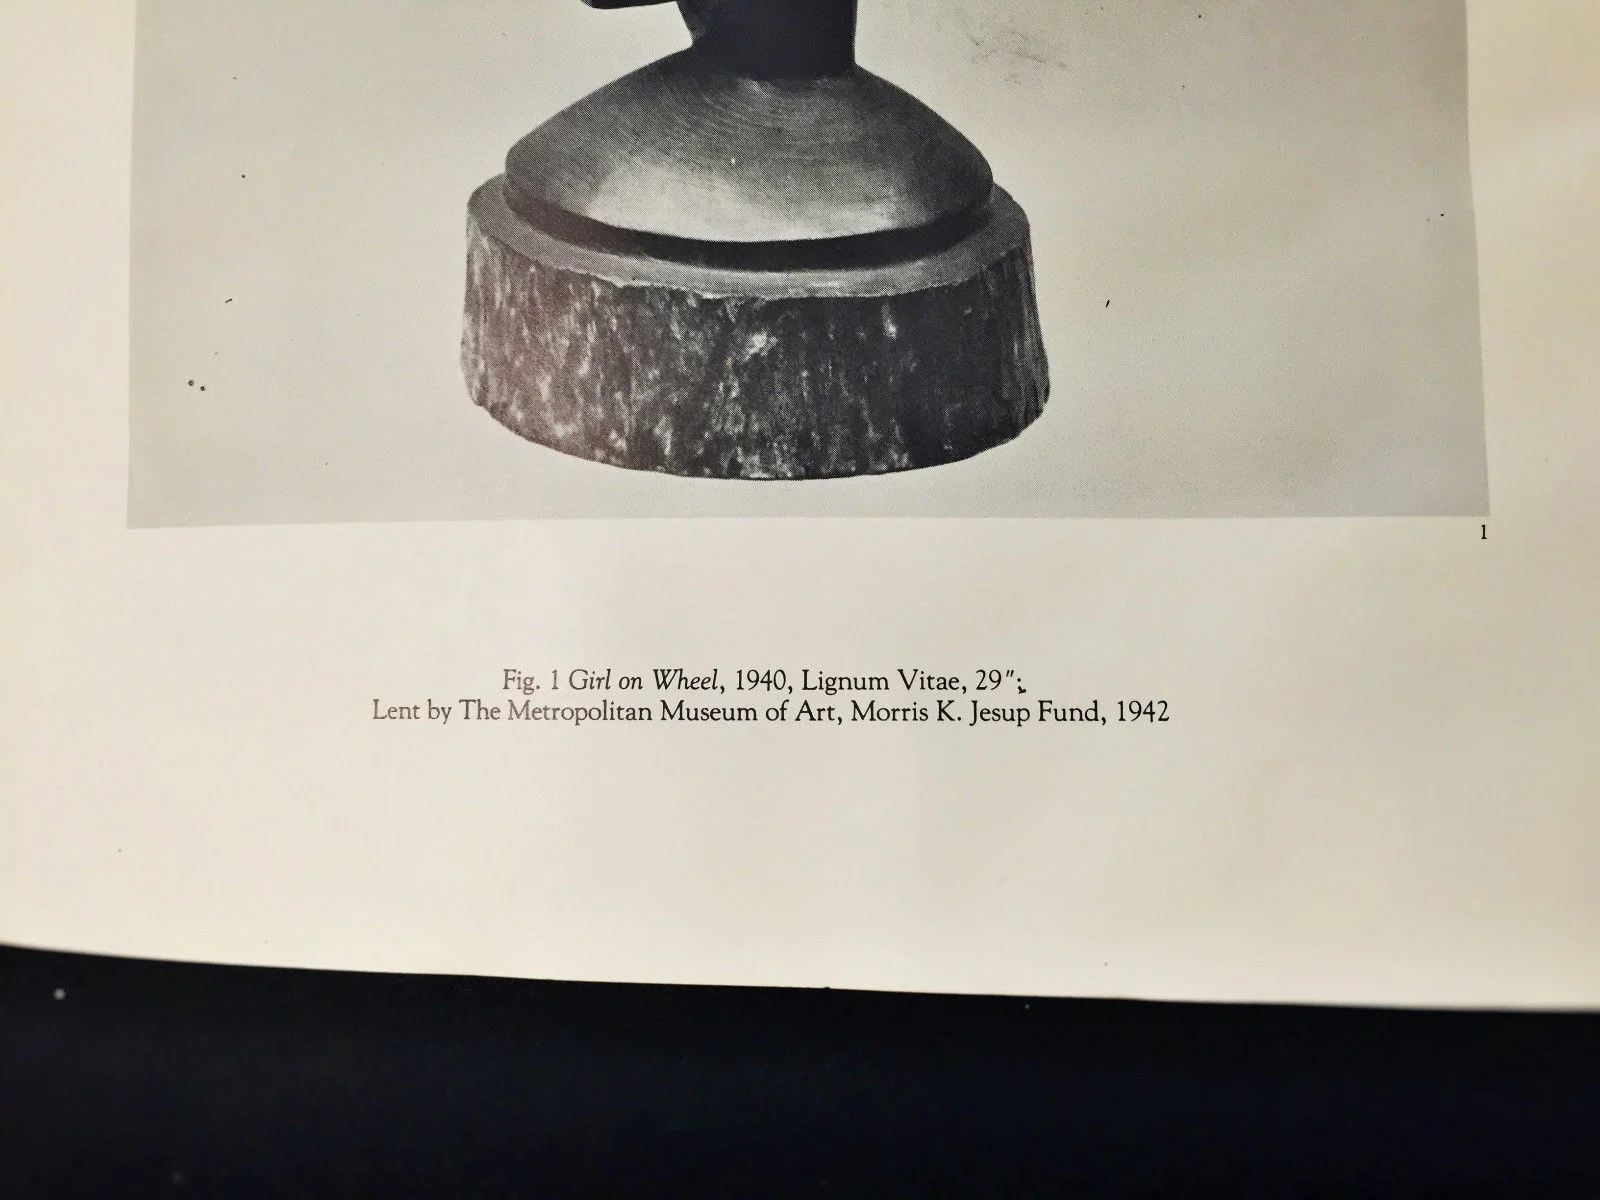 1
Fig. 1 Girl on Wheel, 1940, Lignum Vitae, 29";
Lent by The Metropolitan Museum of Art, Morris K. Jesup Fund, 1942